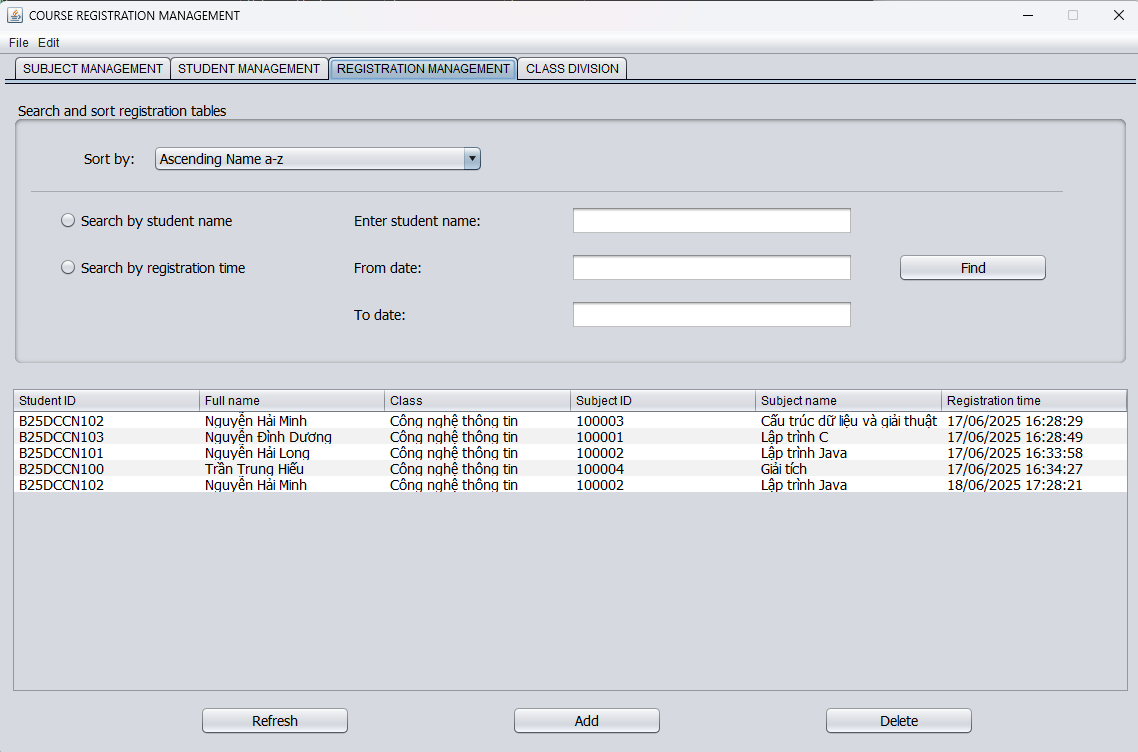 COURSE REGISTRATION MANAGEMENT
File Edit
SUBJECT MANAGEMENT STUDENT MANAGEMENT REGISTRATION MANAGEMENT CLASS DIVISION
Search and sort registration tables
Sort by: Ascending Name a-z
Search by student name Enter student name:
Search by registration time From date: Find
To date:
Student ID Full name Class Subject ID Subject name Registration time
B25DCCN102 Nguyễn Hải Minh Công nghệ thông tin 100003 Cấu trúc dữ liệu và giải thuật 17/06/2025 16:28:29
B25DCCN103 Nguyễn Đình Dương Công nghệ thông tin 100001 Lập trình C 17/06/2025 16:28:49
B25DCCN101 Nguyễn Hải Long Công nghệ thông tin 100002 Lập trình Java 17/06/2025 16:33:58
B25DCCN100 Trần Trung Hiếu Công nghệ thông tin 100004 Giải tích 17/06/2025 16:34:27
B25DCCN102 Nguyễn Hải Minh Công nghệ thông tin 100002 Lập trình Java 18/06/2025 17:28:21
Refresh Add Delete